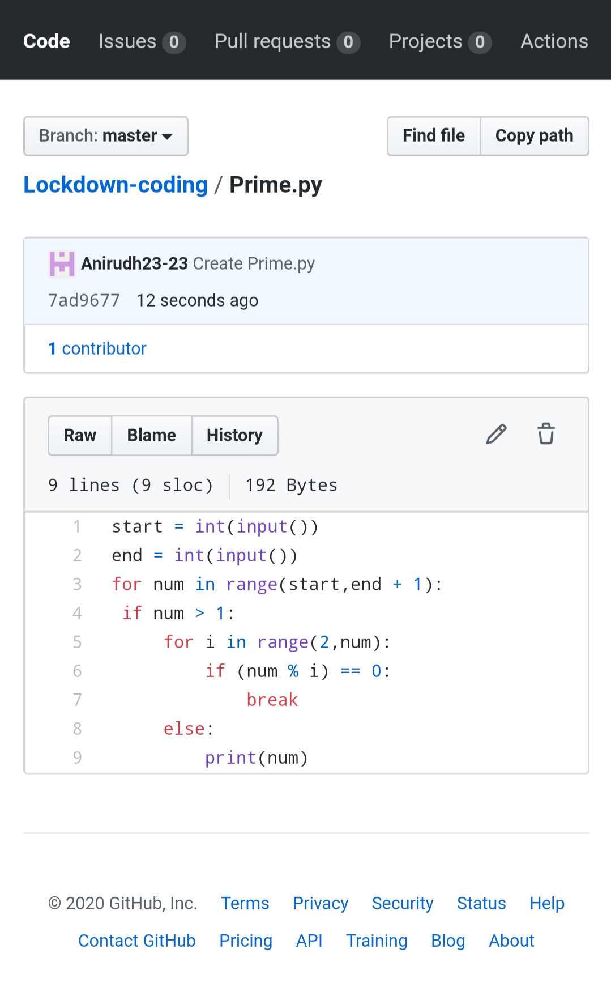 Code Issues 0 Pull requests 0 Projects 0 Actions
Branch: master Find file Copy path
Lockdown-coding / Prime.py
Anirudh23-23 Create Prime.py
7ad9677 12 seconds ago
1 contributor
Raw Blame History
9 lines (9 sloc) 192 Bytes
1 start = int(input())
2 end = int(input())
3 for num in range(start,end + 1):
4  if num > 1:
5      for i in range(2,num):
6          if (num % i) == 0:
7              break
8      else:
9          print(num)
© 2020 GitHub, Inc. Terms Privacy Security Status Help
Contact GitHub Pricing API Training Blog About